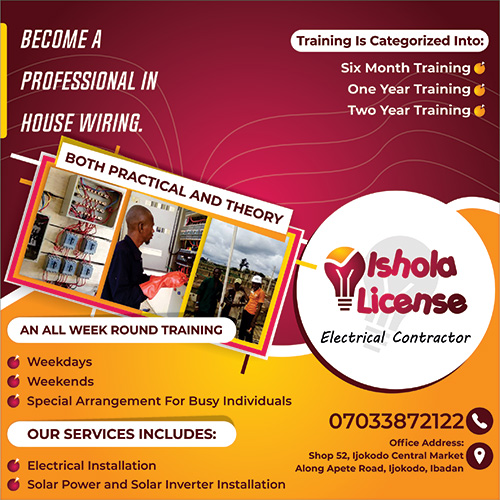 BECOME A
PROFESSIONAL IN
HOUSE WIRING.
Training Is Categorized Into:
Six Month Training
One Year Training
Two Year Training
BOTH PRACTICAL AND THEORY
Ishola
License
Electrical Contractor
AN ALL WEEK ROUND TRAINING
Weekdays
Weekends
Special Arrangement For Busy Individuals
OUR SERVICES INCLUDES:
Electrical Installation
Solar Power and Solar Inverter Installation
07033872122
Office Address:
Shop 52, Ijokodo Central Market
Along Apete Road, Ijokodo, Ibadan